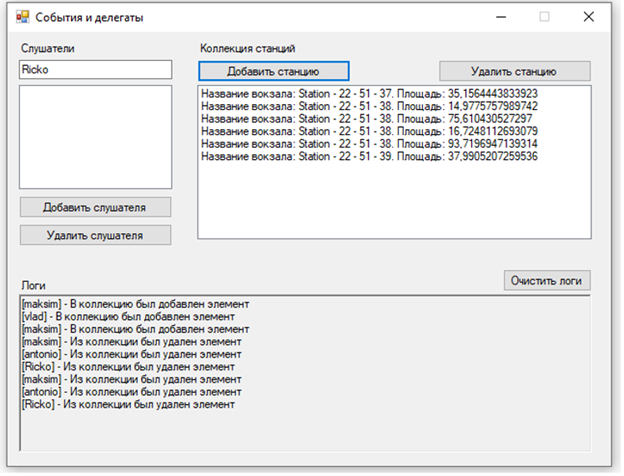 События и делегаты
Слушатели
Ricko
Добавить слушателя
Удалить слушателя
Коллекция станций
Добавить станцию
Удалить станцию
Название вокзала: Station - 22 - 51 - 37. Площадь: 35,1564443833923
Название вокзала: Station - 22 - 51 - 38. Площадь: 14,9775757989742
Название вокзала: Station - 22 - 51 - 38. Площадь: 75,610430527297
Название вокзала: Station - 22 - 51 - 38. Площадь: 16,7248112693079
Название вокзала: Station - 22 - 51 - 38. Площадь: 93,7196947139314
Название вокзала: Station - 22 - 51 - 39. Площадь: 37,9905207259536
Логи
Очистить логи
[maksim] - В коллекцию был добавлен элемент
[vlad] - В коллекцию был добавлен элемент
[maksim] - В коллекцию был добавлен элемент
[maksim] - Из коллекции был удален элемент
[antonio] - Из коллекции был удален элемент
[Ricko] - Из коллекции был удален элемент
[maksim] - Из коллекции был удален элемент
[antonio] - Из коллекции был удален элемент
[Ricko] - Из коллекции был удален элемент